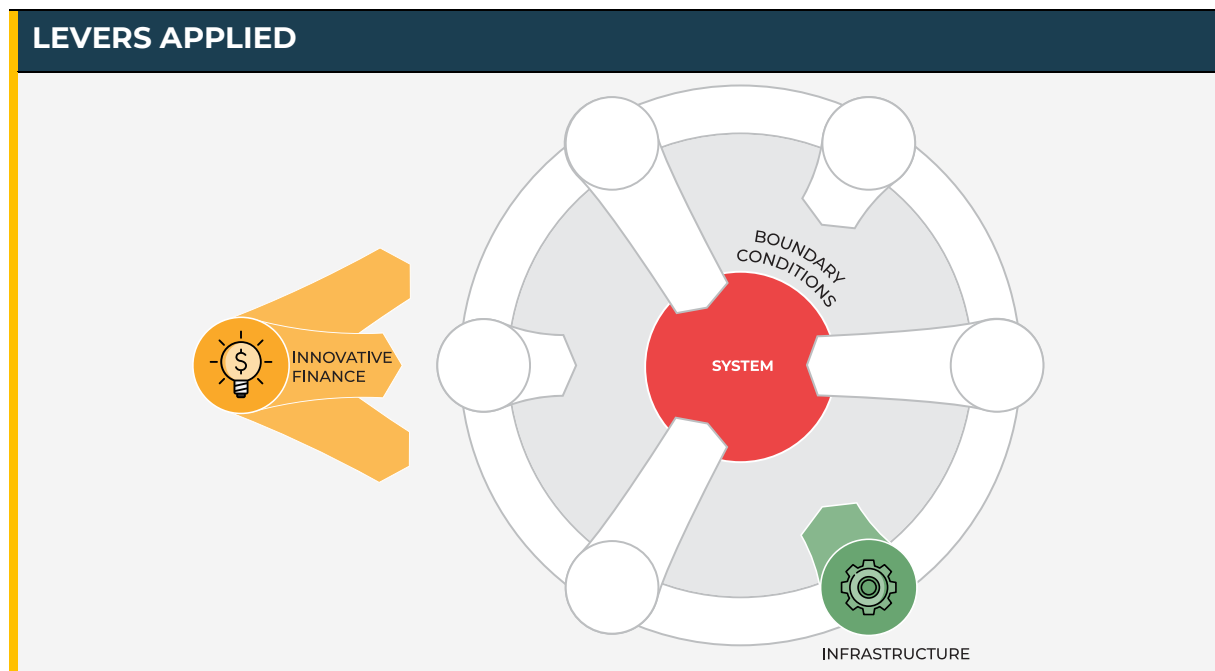 LEVERS APPLIED
BOUNDARY
CONDITIONS
$
INNOVATIVE
FINANCE
SYSTEM
INFRASTRUCTURE